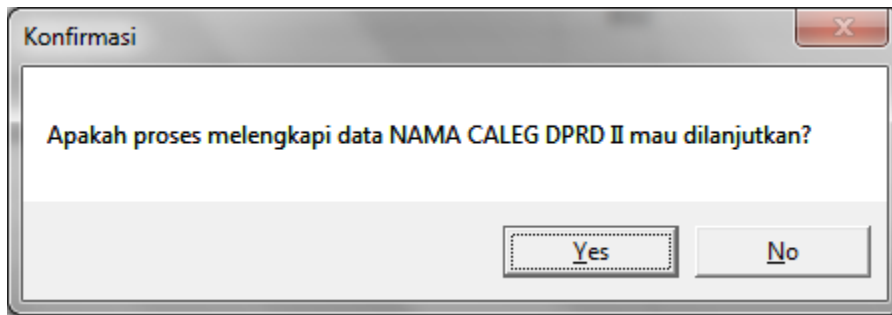 Konfirmasi
Apakah proses melengkapi data NAMA CALEG DPRD II mau dilanjutkan?
Yes
No